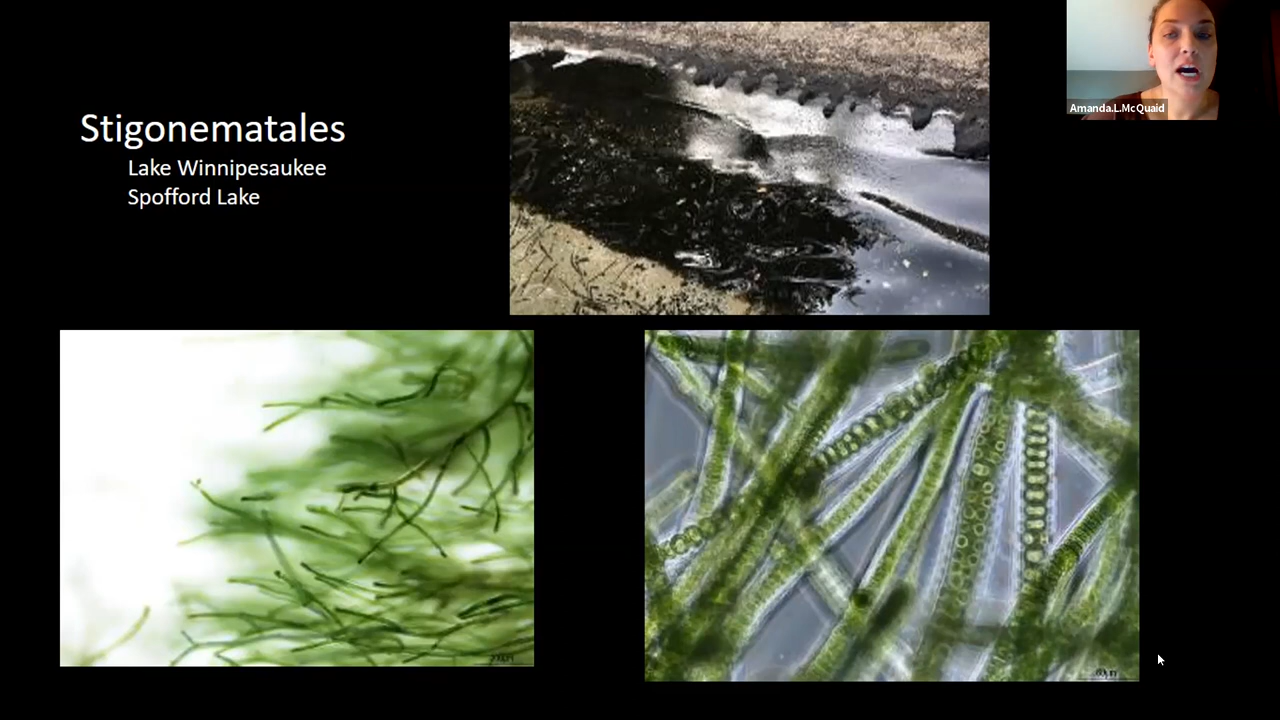 Stigonematales
Lake Winnipesaukee
Spofford Lake
Amanda.L.McQuaid